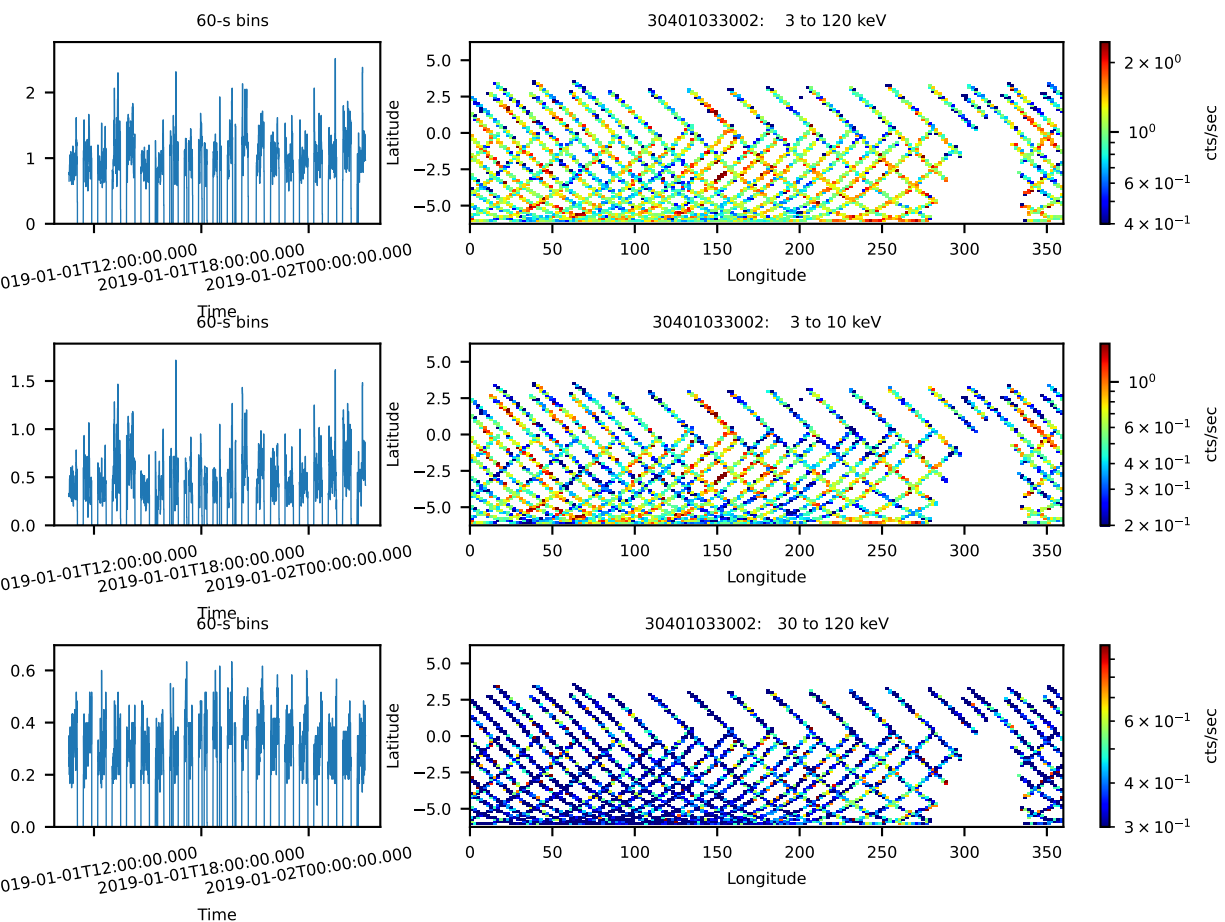 60-s bins
30401033002: 3 to 120 keV
2
1
0
019-01-01T12:00:00.000
2019-01-01T18:00:00.000
2019-01-02T00:00:00.000
Time
Latitude
5.0
2.5
0.0
−2.5
−5.0
0 50 100 150 200 250 300 350
Longitude
2 × 10⁰
10⁰
6 × 10⁻¹
4 × 10⁻¹
cts/sec
60-s bins
30401033002: 3 to 10 keV
1.5
1.0
0.5
0.0
019-01-01T12:00:00.000
2019-01-01T18:00:00.000
2019-01-02T00:00:00.000
Time
Latitude
5.0
2.5
0.0
−2.5
−5.0
0 50 100 150 200 250 300 350
Longitude
10⁰
6 × 10⁻¹
4 × 10⁻¹
3 × 10⁻¹
2 × 10⁻¹
cts/sec
60-s bins
30401033002: 30 to 120 keV
0.6
0.4
0.2
0.0
019-01-01T12:00:00.000
2019-01-01T18:00:00.000
2019-01-02T00:00:00.000
Time
Latitude
5.0
2.5
0.0
−2.5
−5.0
0 50 100 150 200 250 300 350
Longitude
6 × 10⁻¹
4 × 10⁻¹
3 × 10⁻¹
cts/sec